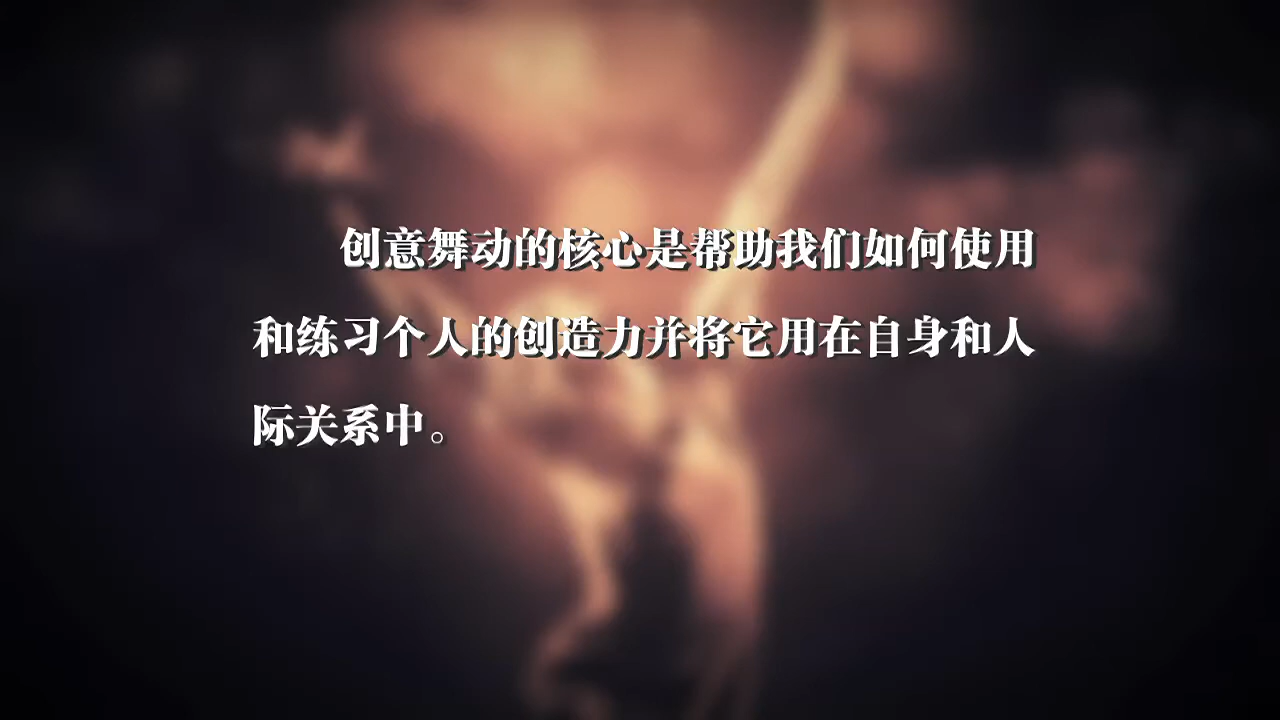 创意舞动的核心是帮助我们如何使用
和练习个人的创造力并将它用在自身和人
际关系中。